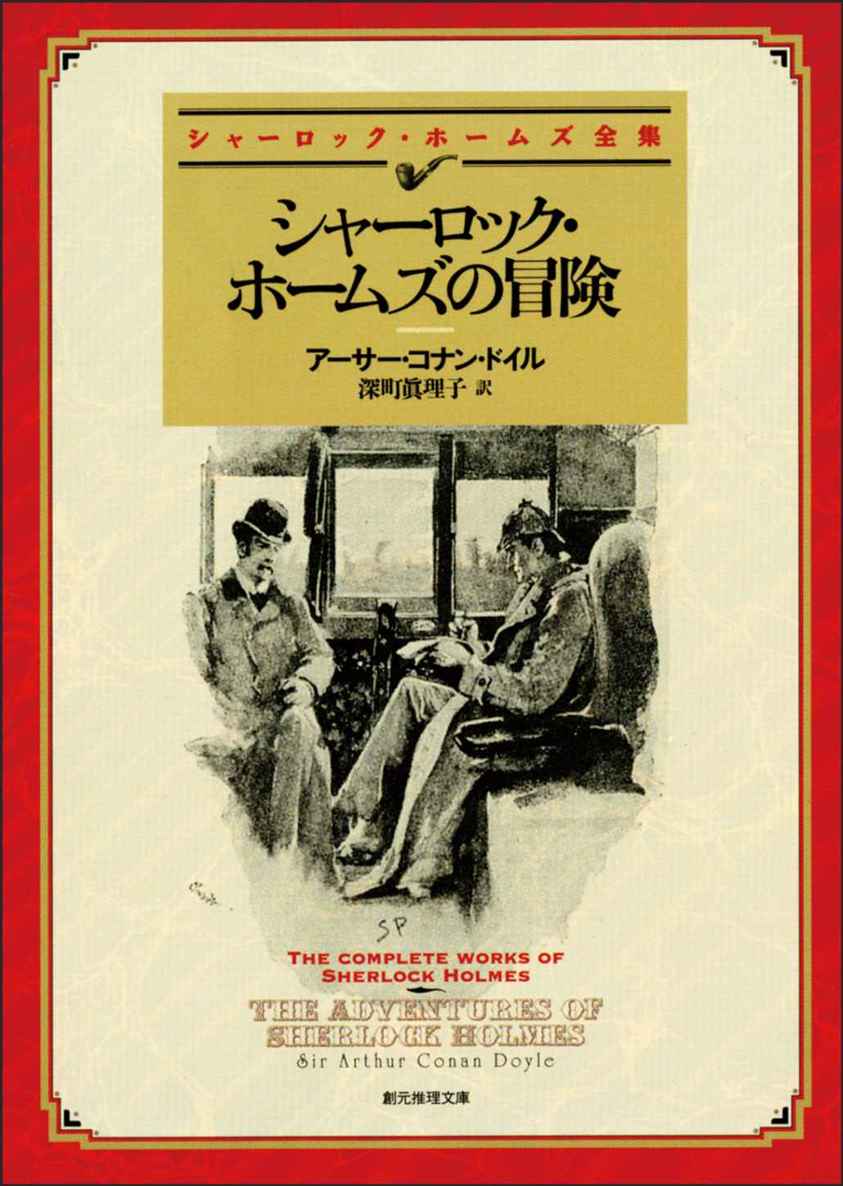 シャーロック・ホームズ全集
シャーロック・
ホームズの冒険
アーサー・コナン・ドイル
深町眞理子 訳
SP
THE COMPLETE WORKS OF
SHERLOCK HOLMES
THE ADVENTURES OF
SHERLOCK HOLMES
Sir Arthur Conan Doyle
創元推理文庫